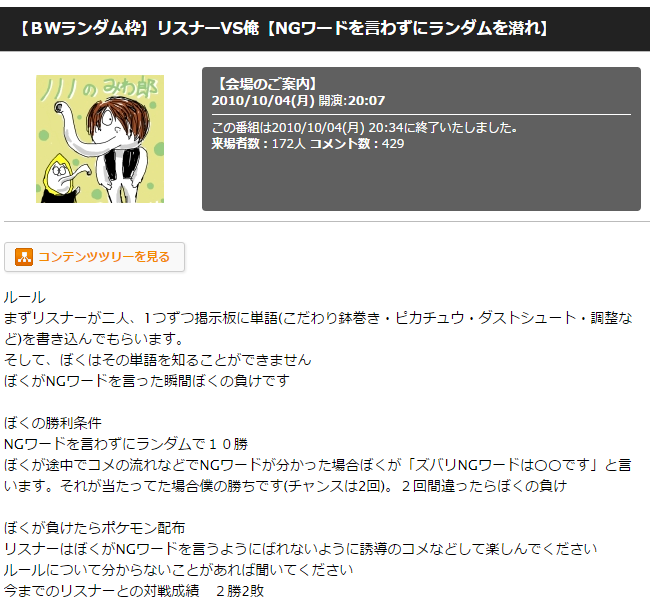 【BWランダム枠】リスナーVS俺【NGワードを言わずにランダムを潜れ】
川のみわ郎
【会場のご案内】
2010/10/04(月) 開演:20:07
この番組は2010/10/04(月) 20:34に終了いたしました。
来場者数：172人 コメント数：429
コンテンツツリーを見る
ルール
まずリスナーが二人、1つずつ掲示板に単語(こだわり鉢巻き・ピカチュウ・ダストシュート・調整な
ど)を書き込んでもらいます。
そして、ぼくはその単語を知ることができません
ぼくがNGワードを言った瞬間ぼくの負けです
ぼくの勝利条件
NGワードを言わずにランダムで１０勝
ぼくが途中でコメの流れなどでNGワードが分かった場合ぼくが「ズバリNGワードは〇〇です」と言
います。それが当たってた場合僕の勝ちです(チャンスは2回)。２回間違ったらぼくの負け
ぼくが負けたらポケモン配布
リスナーはぼくがNGワードを言うようにばれないように誘導のコメなどして楽しんでください
ルールについて分からないことがあれば聞いてください
今までのリスナーとの対戦成績　２勝2敗